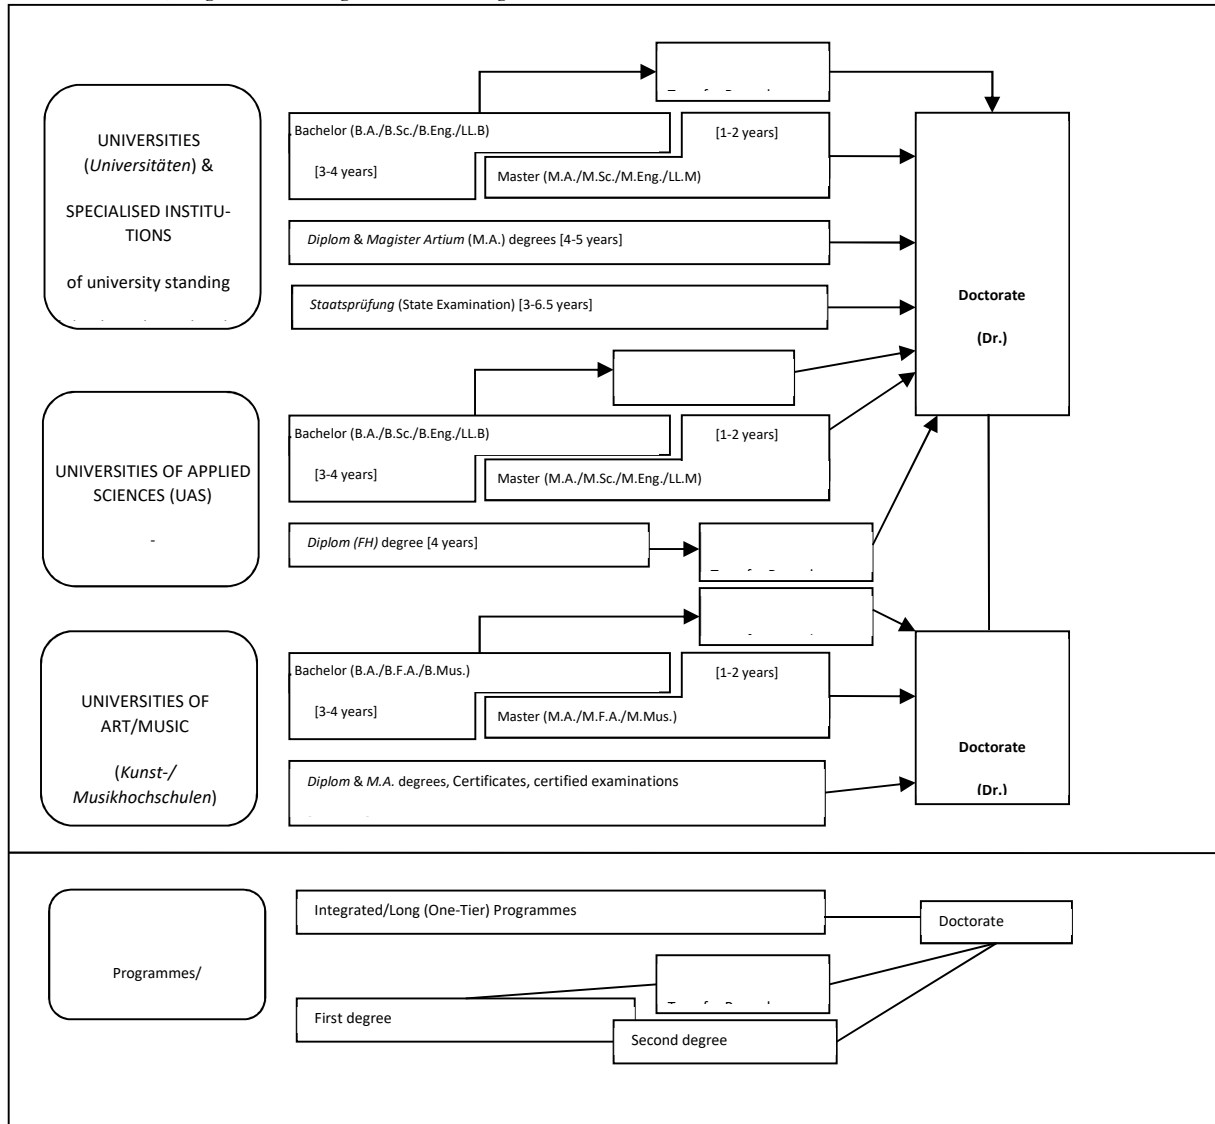 UNIVERSITIES
(Universitäten) &
SPECIALISED INSTITU-
TIONS
of university standing
Bachelor (B.A./B.Sc./B.Eng./LL.B)
[3-4 years]
[1-2 years]
Master (M.A./M.Sc./M.Eng./LL.M)
Diplom & Magister Artium (M.A.) degrees [4-5 years]
Staatsprüfung (State Examination) [3-6.5 years]
Doctorate
(Dr.)
UNIVERSITIES OF APPLIED
SCIENCES (UAS)
-
Bachelor (B.A./B.Sc./B.Eng./LL.B)
[3-4 years]
[1-2 years]
Master (M.A./M.Sc./M.Eng./LL.M)
Diplom (FH) degree [4 years]
UNIVERSITIES OF
ART/MUSIC
(Kunst-/
Musikhochschulen)
Bachelor (B.A./B.F.A./B.Mus.)
[3-4 years]
[1-2 years]
Master (M.A./M.F.A./M.Mus.)
Diplom & M.A. degrees, Certificates, certified examinations
Doctorate
(Dr.)
Programmes/
Integrated/Long (One-Tier) Programmes
Doctorate
First degree
Second degree